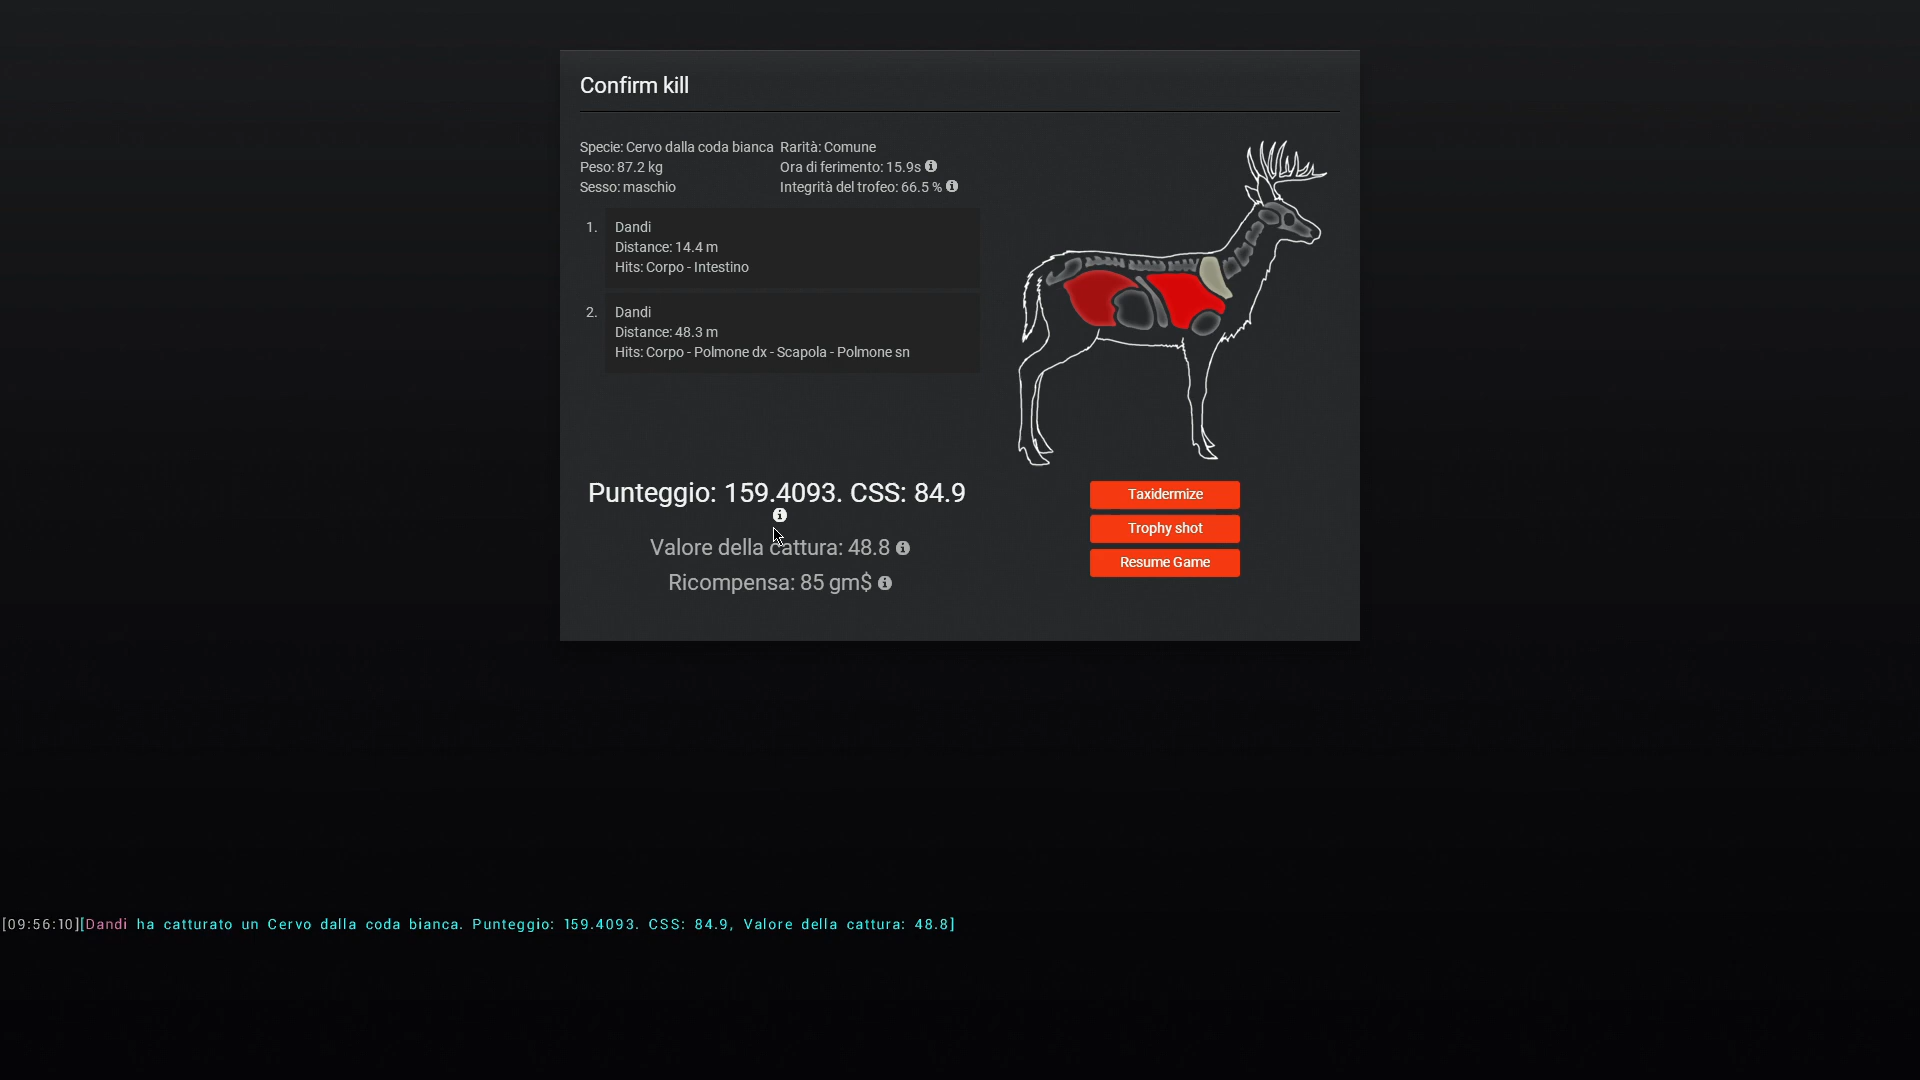 Confirm kill
Specie: Cervo dalla coda bianca Rarità: Comune
Peso: 87.2 kg Ora di ferimento: 15.9s
Sesso: maschio Integrità del trofeo: 66.5 %
1. Dandi
Distance: 14.4 m
Hits: Corpo - Intestino
2. Dandi
Distance: 48.3 m
Hits: Corpo - Polmone dx - Scapola - Polmone sn
Punteggio: 159.4093. CSS: 84.9
Valore della cattura: 48.8
Ricompensa: 85 gm$
Taxidermize
Trophy shot
Resume Game
[09:56:10][Dandi ha catturato un Cervo dalla coda bianca. Punteggio: 159.4093. CSS: 84.9, Valore della cattura: 48.8]